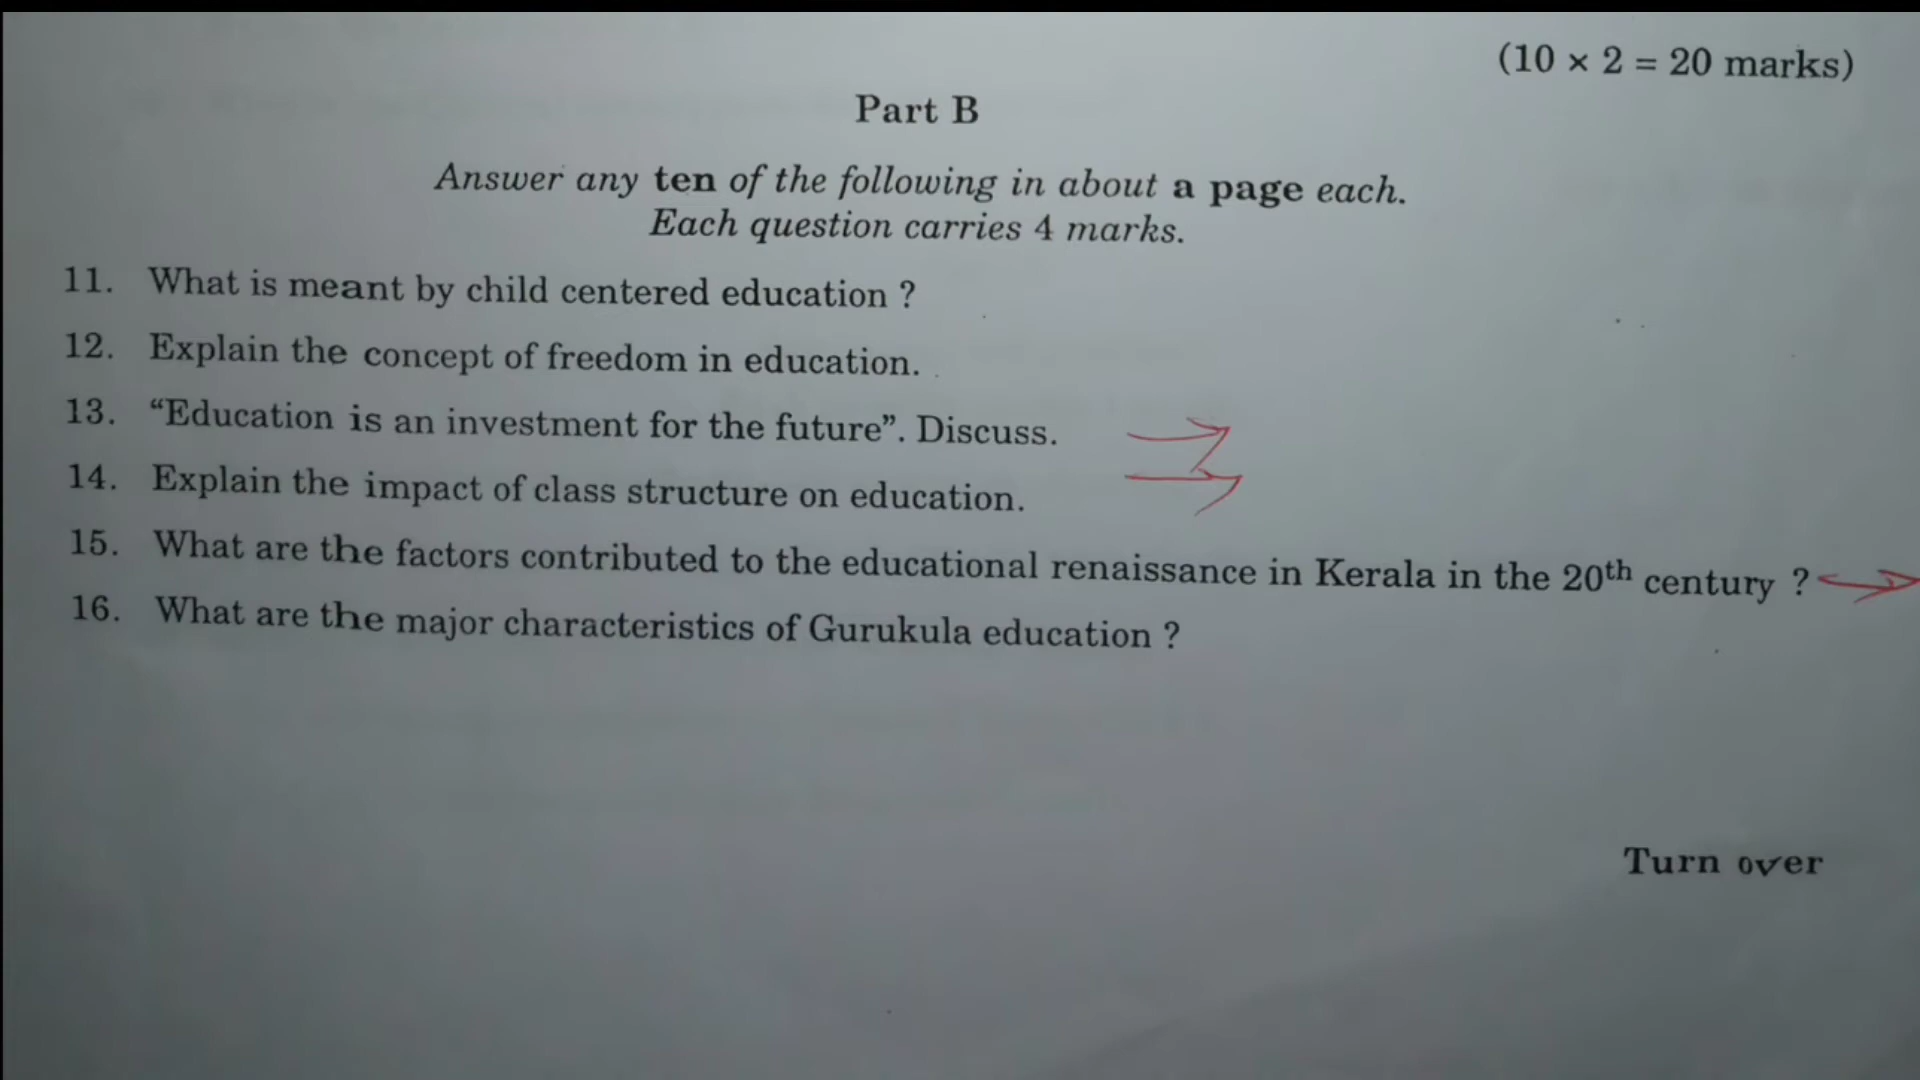 (10 × 2 = 20 marks)
Part B
Answer any ten of the following in about a page each.
Each question carries 4 marks.
11. What is meant by child centered education ?
12. Explain the concept of freedom in education.
13. “Education is an investment for the future”. Discuss.
14. Explain the impact of class structure on education.
15. What are the factors contributed to the educational renaissance in Kerala in the 20th century ?
16. What are the major characteristics of Gurukula education ?
Turn over